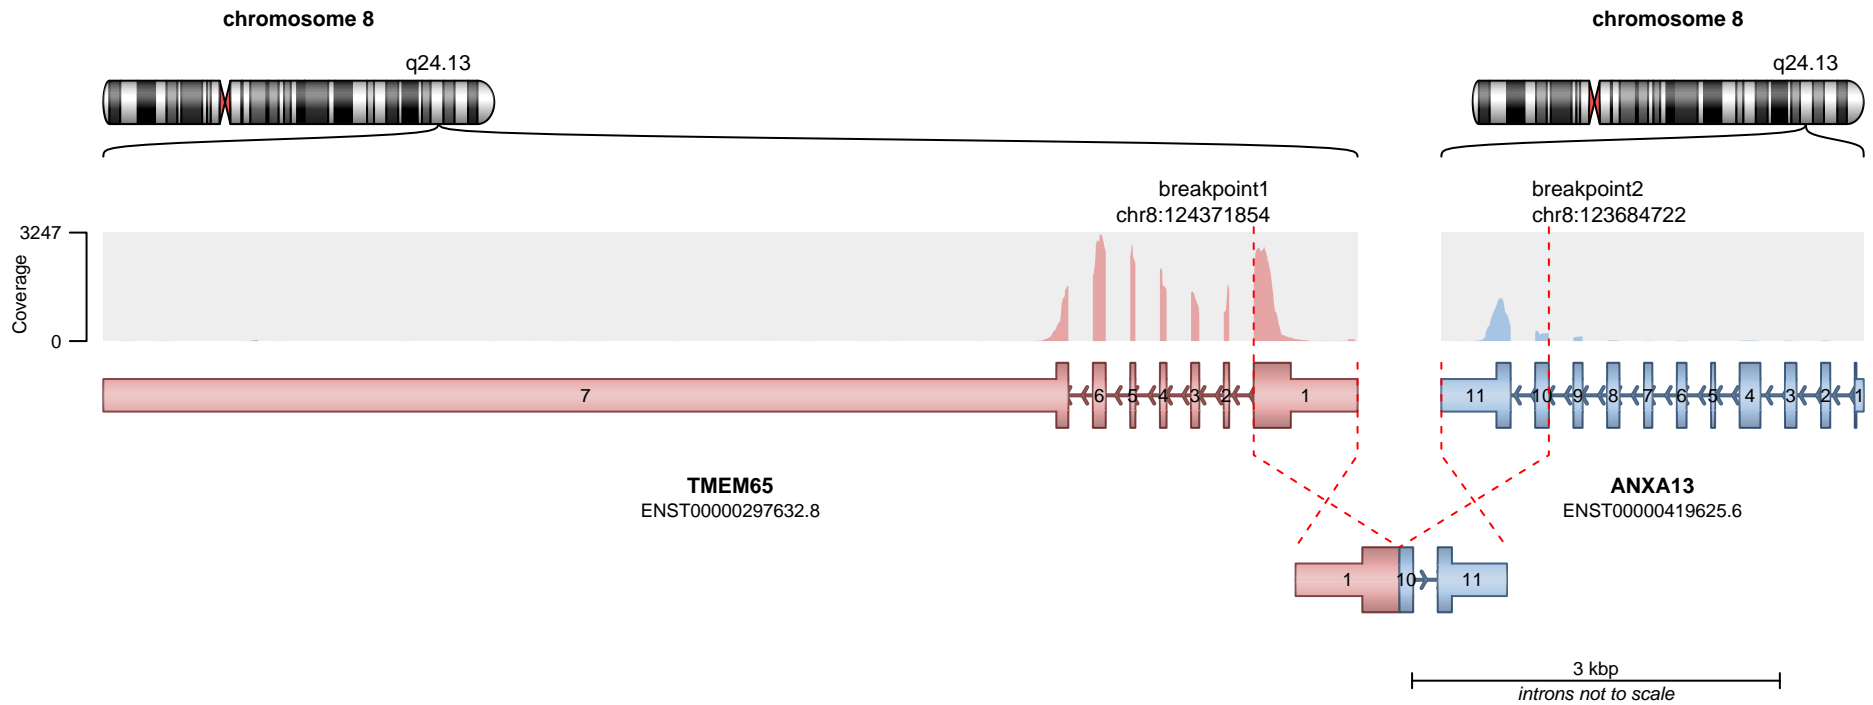 chromosome 8
chromosome 8
q24.13
q24.13
breakpoint1
chr8:124371854
breakpoint2
chr8:123684722
3247
Coverage
0
7
6
5
4
3
2
1
11
10
9
8
7
6
5
4
3
2
1
TMEM65
ENST00000297632.8
ANXA13
ENST00000419625.6
1
10
11
3 kbp
introns not to scale